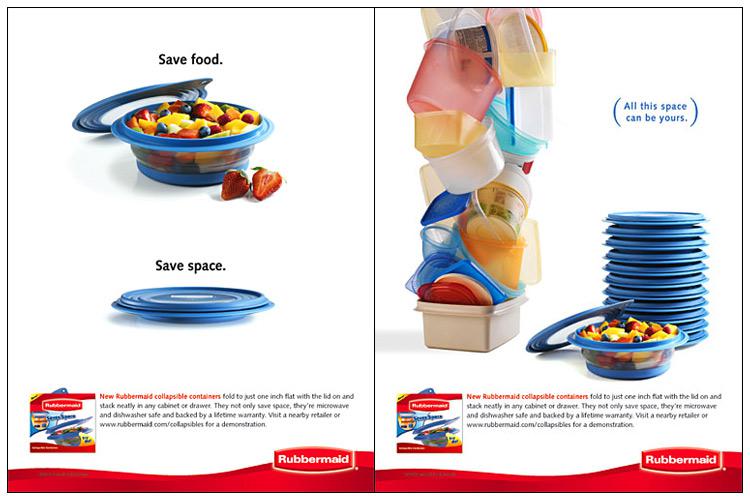 Save food.
Save space.
New Rubbermaid collapsible containers fold to just one inch flat with the lid on and
stack neatly in any cabinet or drawer. They not only save space, they're microwave
and dishwasher safe and backed by a lifetime warranty. Visit a nearby retailer or
www.rubbermaid.com/collapsibles for a demonstration.
Rubbermaid
Rubbermaid
All this space
can be yours.
New Rubbermaid collapsible containers fold to just one inch flat with the lid on and
stack neatly in any cabinet or drawer. They not only save space, they're microwave
and dishwasher safe and backed by a lifetime warranty. Visit a nearby retailer or
www.rubbermaid.com/collapsibles for a demonstration.
Rubbermaid
Rubbermaid